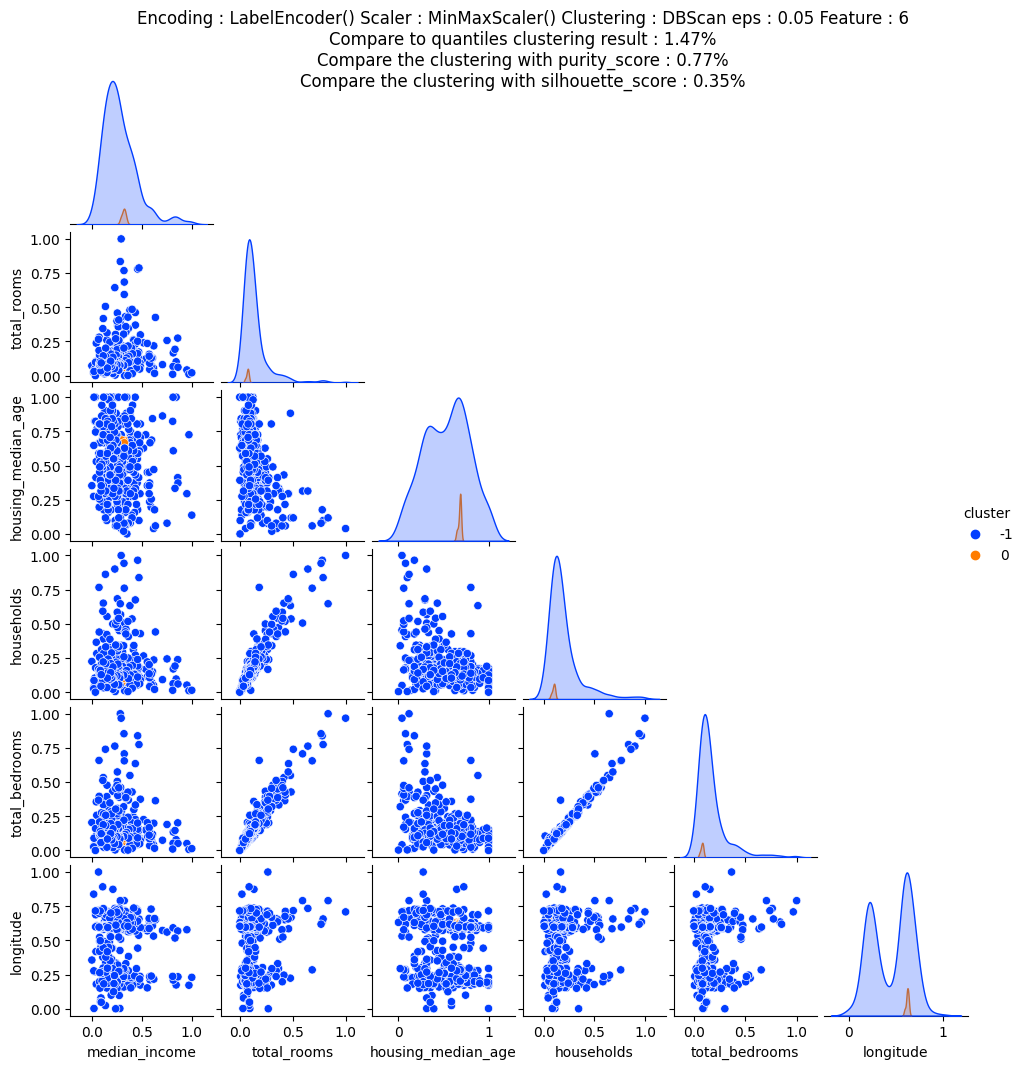 Encoding : LabelEncoder() Scaler : MinMaxScaler() Clustering : DBScan eps : 0.05 Feature : 6
Compare to quantiles clustering result : 1.47%
Compare the clustering with purity_score : 0.77%
Compare the clustering with silhouette_score : 0.35%
total_rooms
1.00
0.75
0.50
0.25
0.00
housing_median_age
1.00
0.75
0.50
0.25
0.00
cluster
-1
0
households
1.00
0.75
0.50
0.25
0.00
total_bedrooms
1.00
0.75
0.50
0.25
0.00
longitude
1.00
0.75
0.50
0.25
0.00
0.0 0.5 1.0
0.0 0.5 1.0
0 1
0.0 0.5 1.0
0.0 0.5 1.0
0 1
median_income
total_rooms
housing_median_age
households
total_bedrooms
longitude